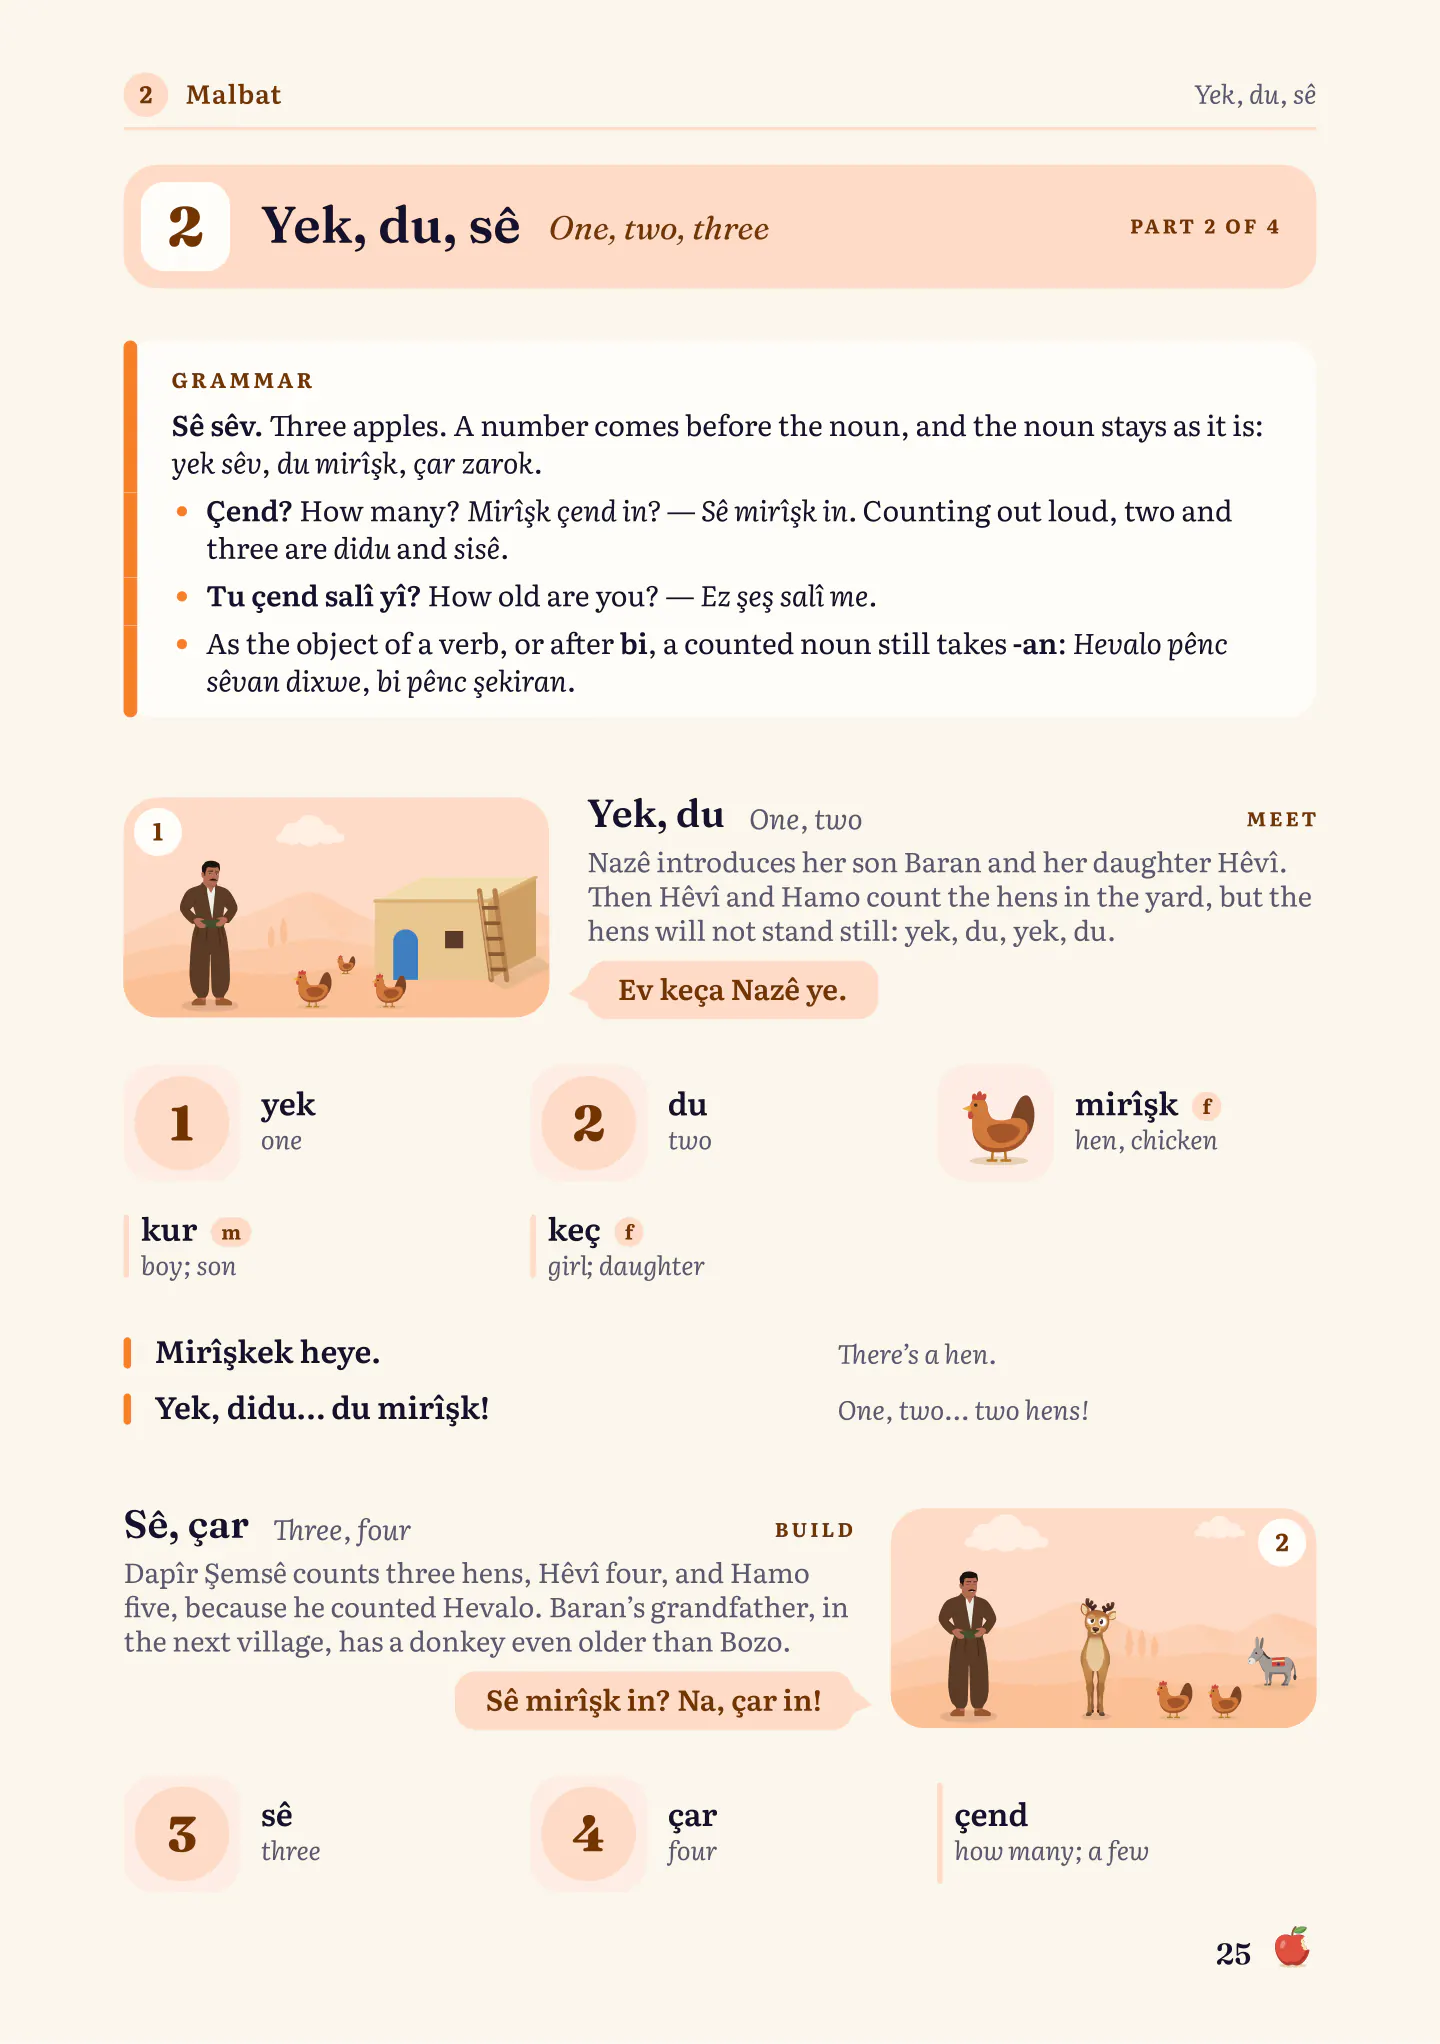 2 Malbat
Yek, du, sê
2 Yek, du, sê One, two, three PART 2 OF 4
GRAMMAR
Sê sêv. Three apples. A number comes before the noun, and the noun stays as it is:
yek sêv, du mirîşk, çar zarok.
• Çend? How many? Mirîşk çend in? — Sê mirîşk in. Counting out loud, two and
three are didu and sisê.
• Tu çend salî yî? How old are you? — Ez şeş salî me.
• As the object of a verb, or after bi, a counted noun still takes -an: Hevalo pênc
sêvan dixwe, bi pênc şekiran.
1
Yek, du One, two MEET
Nazê introduces her son Baran and her daughter Hêvî.
Then Hêvî and Hamo count the hens in the yard, but the
hens will not stand still: yek, du, yek, du.
Ev keça Nazê ye.
1 yek
one
2 du
two
mirîşk f
hen, chicken
kur m
boy; son
keç f
girl; daughter
Mirîşkek heye. There's a hen.
Yek, didu… du mirîşk! One, two… two hens!
Sê, çar Three, four BUILD
Dapîr Şemsê counts three hens, Hêvî four, and Hamo
five, because he counted Hevalo. Baran's grandfather, in
the next village, has a donkey even older than Bozo.
Sê mirîşk in? Na, çar in!
2
3 sê
three
4 çar
four
çend
how many; a few
25